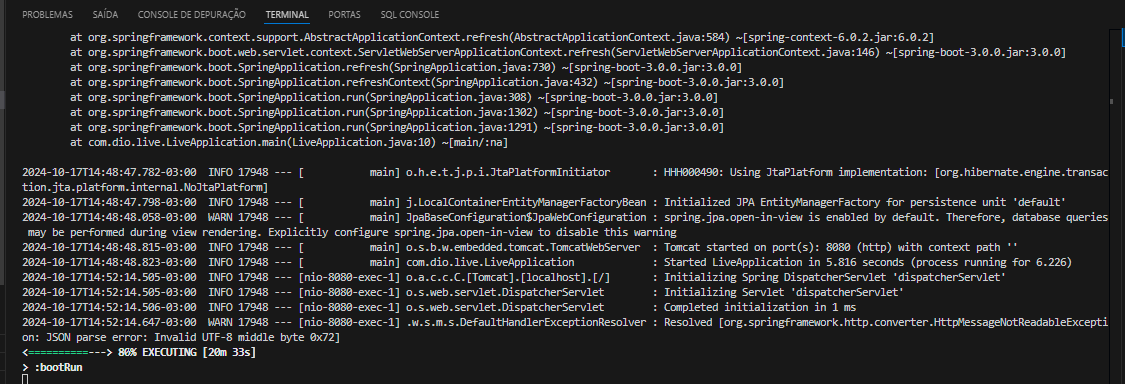 PROBLEMAS SAÍDA CONSOLE DE DEPURAÇÃO TERMINAL PORTAS SQL CONSOLE
at org.springframework.context.support.AbstractApplicationContext.refresh(AbstractApplicationContext.java:584) ~[spring-context-6.0.2.jar:6.0.2]
at org.springframework.boot.web.servlet.context.ServletWebServerApplicationContext.refresh(ServletWebServerApplicationContext.java:146) ~[spring-boot-3.0.0.jar:3.0.0]
at org.springframework.boot.SpringApplication.refresh(SpringApplication.java:730) ~[spring-boot-3.0.0.jar:3.0.0]
at org.springframework.boot.SpringApplication.refreshContext(SpringApplication.java:432) ~[spring-boot-3.0.0.jar:3.0.0]
at org.springframework.boot.SpringApplication.run(SpringApplication.java:308) ~[spring-boot-3.0.0.jar:3.0.0]
at org.springframework.boot.SpringApplication.run(SpringApplication.java:1302) ~[spring-boot-3.0.0.jar:3.0.0]
at org.springframework.boot.SpringApplication.run(SpringApplication.java:1291) ~[spring-boot-3.0.0.jar:3.0.0]
at com.dio.live.LiveApplication.main(LiveApplication.java:10) ~[main/:na]
2024-10-17T14:48:47.782-03:00  INFO 17948 --- [           main] o.h.e.t.j.p.i.JtaPlatformInitiator       : HHH000490: Using JtaPlatform implementation: [org.hibernate.engine.transac
tion.jta.platform.internal.NoJtaPlatform]
2024-10-17T14:48:47.798-03:00  INFO 17948 --- [           main] j.LocalContainerEntityManagerFactoryBean : Initialized JPA EntityManagerFactory for persistence unit 'default'
2024-10-17T14:48:48.058-03:00  WARN 17948 --- [           main] JpaBaseConfiguration$JpaWebConfiguration : spring.jpa.open-in-view is enabled by default. Therefore, database queries
may be performed during view rendering. Explicitly configure spring.jpa.open-in-view to disable this warning
2024-10-17T14:48:48.815-03:00  INFO 17948 --- [           main] o.s.b.w.embedded.tomcat.TomcatWebServer  : Tomcat started on port(s): 8080 (http) with context path ''
2024-10-17T14:48:48.823-03:00  INFO 17948 --- [           main] com.dio.live.LiveApplication             : Started LiveApplication in 5.816 seconds (process running for 6.226)
2024-10-17T14:52:14.505-03:00  INFO 17948 --- [nio-8080-exec-1] o.a.c.c.C.[Tomcat].[localhost].[/]       : Initializing Spring DispatcherServlet 'dispatcherServlet'
2024-10-17T14:52:14.505-03:00  INFO 17948 --- [nio-8080-exec-1] o.s.web.servlet.DispatcherServlet        : Initializing Servlet 'dispatcherServlet'
2024-10-17T14:52:14.506-03:00  INFO 17948 --- [nio-8080-exec-1] o.s.web.servlet.DispatcherServlet        : Completed initialization in 1 ms
2024-10-17T14:52:14.647-03:00  WARN 17948 --- [nio-8080-exec-1] .w.s.m.s.DefaultHandlerExceptionResolver : Resolved [org.springframework.http.converter.HttpMessageNotReadableExcepti
on: JSON parse error: Invalid UTF-8 middle byte 0x72]
<==========---> 80% EXECUTING [20m 33s]
> :bootRun